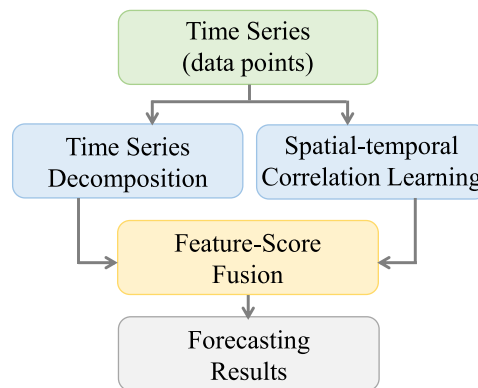 Time Series
(data points)
Time Series
Decomposition
Spatial-temporal
Correlation Learning
Feature-Score
Fusion
Forecasting
Results